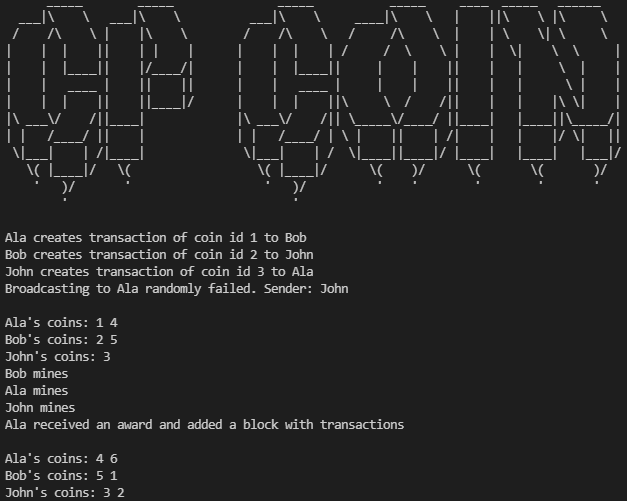 CP COIN
Ala creates transaction of coin id 1 to Bob
Bob creates transaction of coin id 2 to John
John creates transaction of coin id 3 to Ala
Broadcasting to Ala randomly failed. Sender: John
Ala's coins: 1 4
Bob's coins: 2 5
John's coins: 3
Bob mines
Ala mines
John mines
Ala received an award and added a block with transactions
Ala's coins: 4 6
Bob's coins: 5 1
John's coins: 3 2